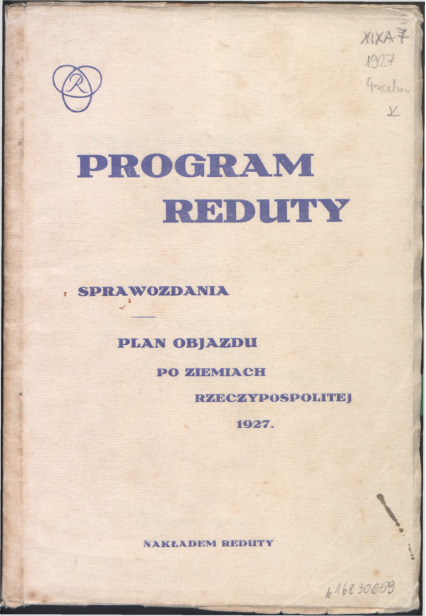 XIXA7
1927
V
R
PROGRAM
REDUTY
SPRAWOZDANIA
PLAN OBJAZDU
PO ZIEMIACH
RZECZYPOSPOLITEJ
1927.
NAKŁADEM REDUTY